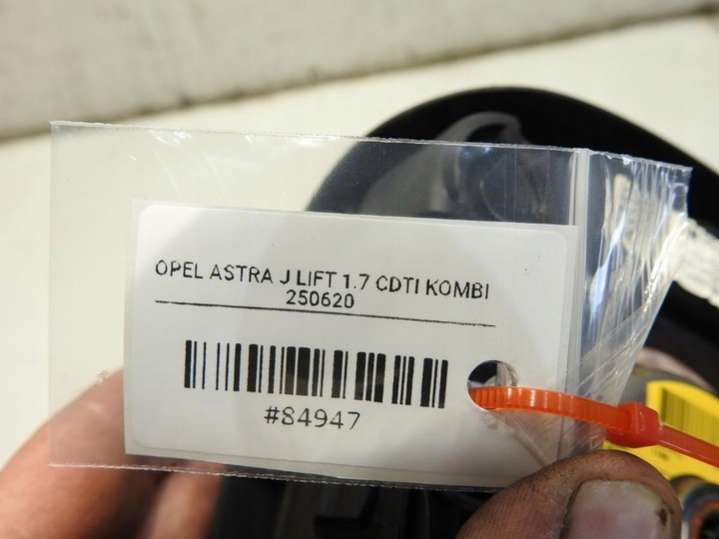 OPEL ASTRA J LIFT 1.7 CDTI KOMBI
250620
#84947